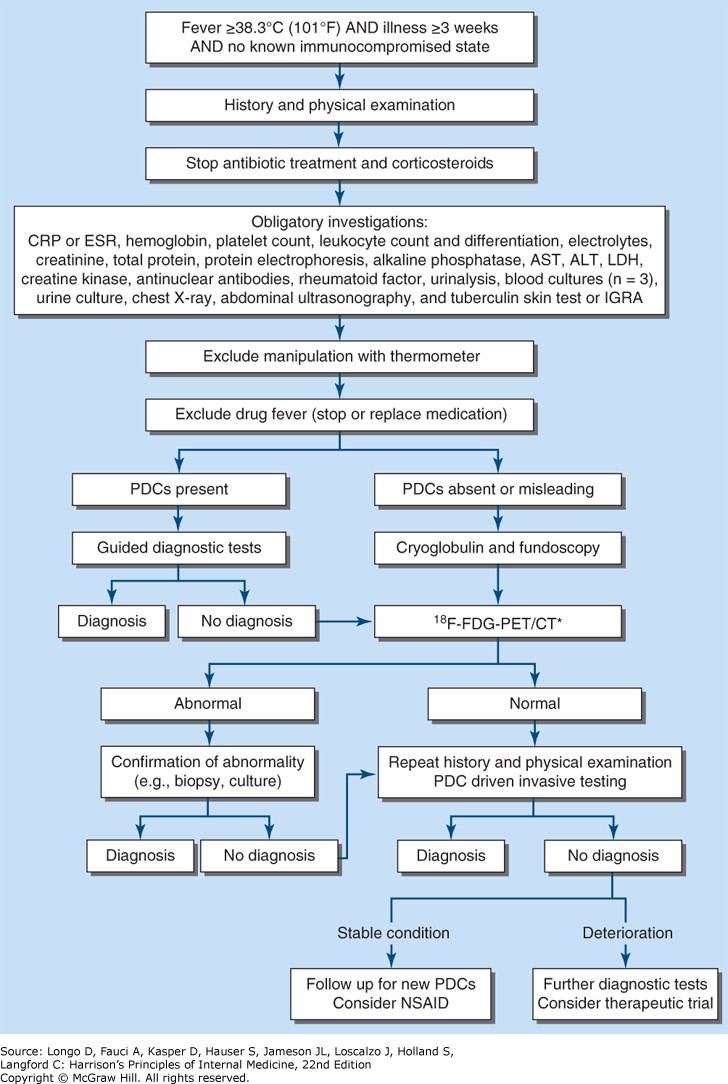 Fever ≥38.3°C (101°F) AND illness ≥3 weeks
AND no known immunocompromised state
History and physical examination
Stop antibiotic treatment and corticosteroids
Obligatory investigations:
CRP or ESR, hemoglobin, platelet count, leukocyte count and differentiation, electrolytes,
creatinine, total protein, protein electrophoresis, alkaline phosphatase, AST, ALT, LDH,
creatine kinase, antinuclear antibodies, rheumatoid factor, urinalysis, blood cultures (n = 3),
urine culture, chest X-ray, abdominal ultrasonography, and tuberculin skin test or IGRA
Exclude manipulation with thermometer
Exclude drug fever (stop or replace medication)
PDCs present
PDCs absent or misleading
Guided diagnostic tests
Cryoglobulin and fundoscopy
Diagnosis
No diagnosis
¹⁸F-FDG-PET/CT*
Abnormal
Normal
Confirmation of abnormality
(e.g., biopsy, culture)
Repeat history and physical examination
PDC driven invasive testing
Diagnosis
No diagnosis
Diagnosis
No diagnosis
Stable condition
Deterioration
Follow up for new PDCs
Consider NSAID
Further diagnostic tests
Consider therapeutic trial
Source: Longo D, Fauci A, Kasper D, Hauser S, Jameson JL, Loscalzo J, Holland S,
Langford C: Harrison's Principles of Internal Medicine, 22nd Edition
Copyright © McGraw Hill. All rights reserved.